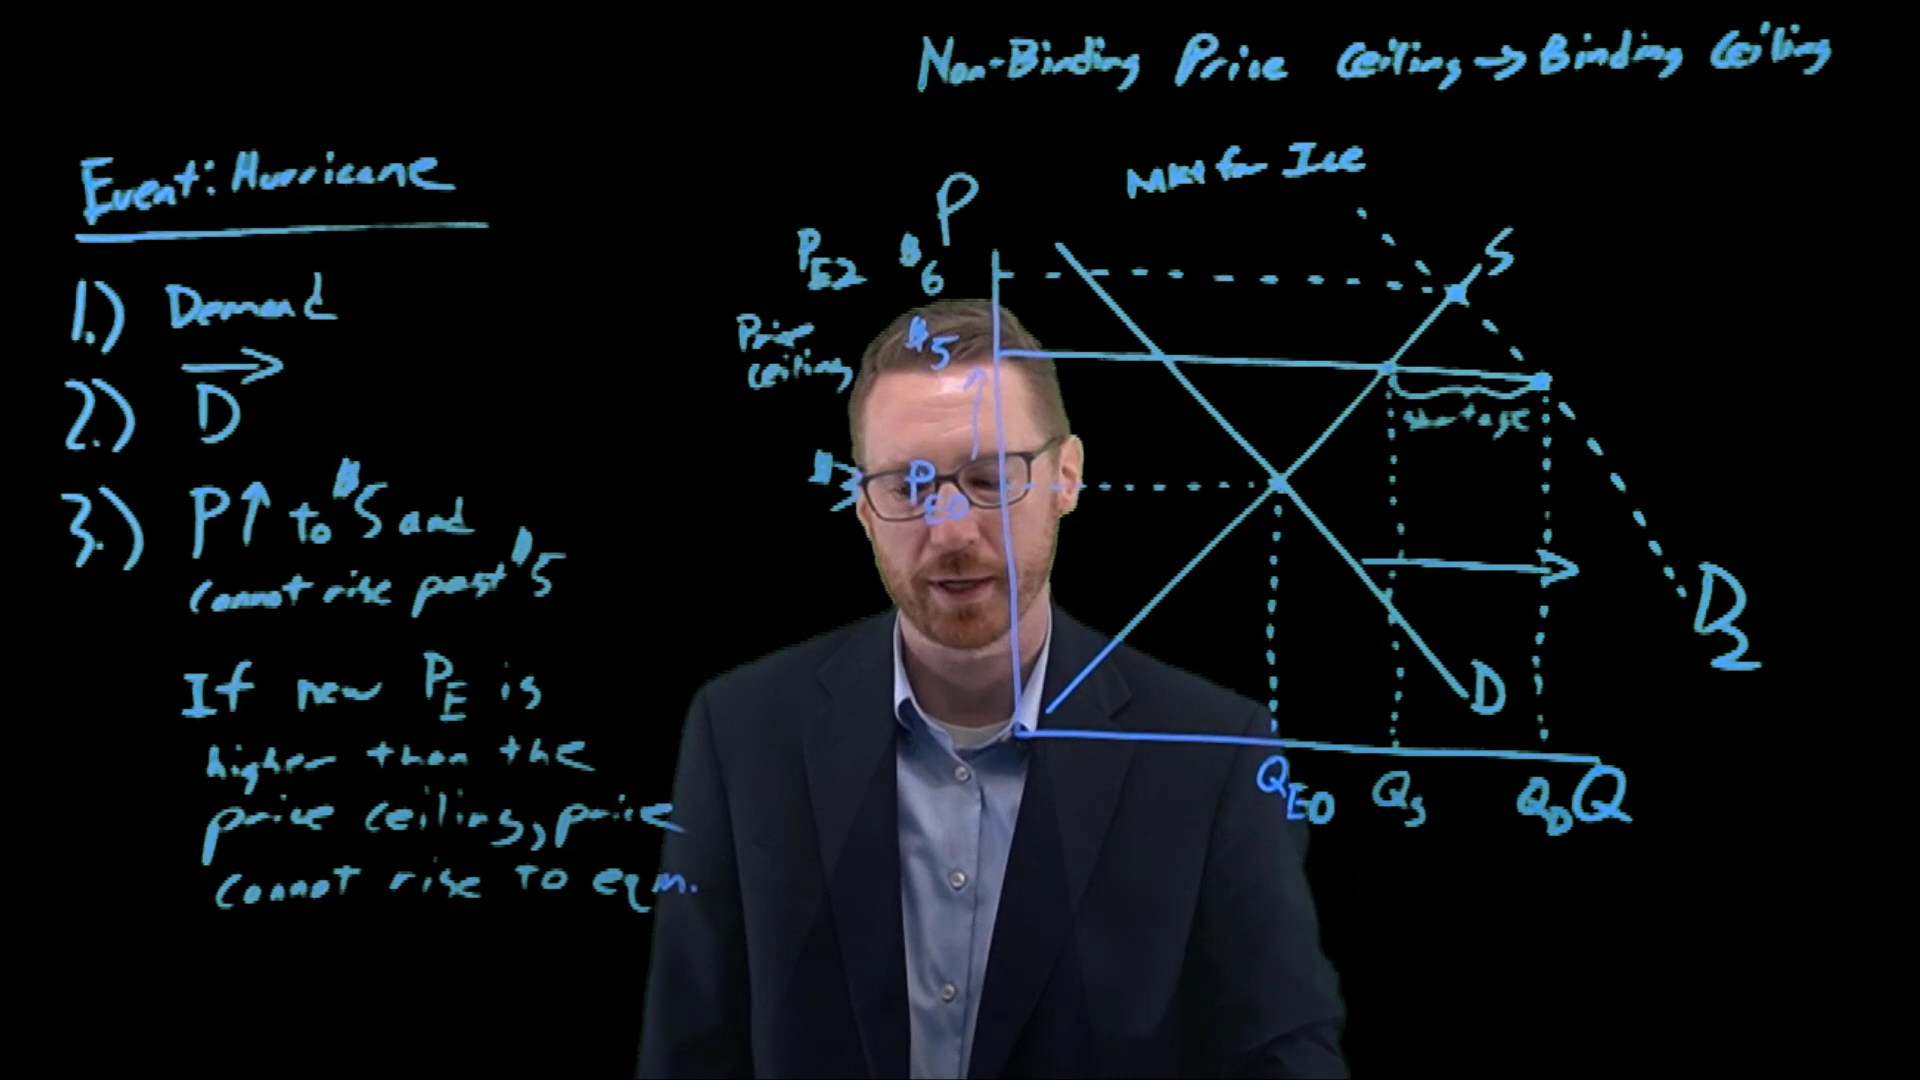 Non-Binding Price Ceiling → Binding Ceiling
Event: Hurricane
1.) Demand
2.) D
3.) P↑ to $5 and
cannot rise past $5
If new PE is
higher than the
price ceiling, price
cannot rise to eqm.
Mkt for Ice
P
PE2 $6
Price
ceiling
$5
$3
PE0
S
shortage
D2
D
QE0
QS
QD
Q